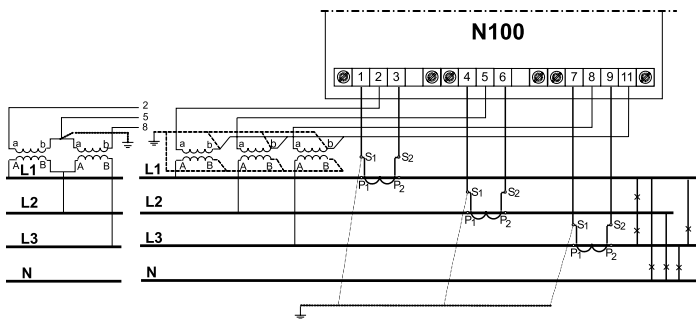 N100
1 2 3 4 5 6 7 8 9 11
2
5
8
a b a b a b a b a b
A B A B A B A B A B
S1 S2
L1 L1
P1 P2
S1 S2
L2 L2
P1 P2
S1 S2
L3 L3
P1 P2
N N